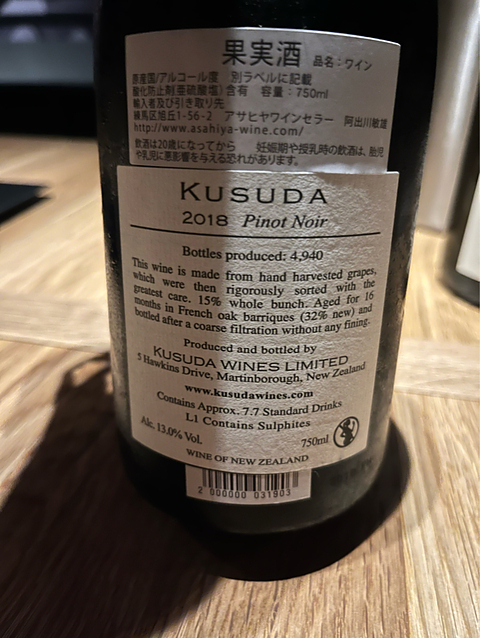 果実酒 品名：ワイン
原産国/アルコール度 別ラベルに記載
酸化防止剤(亜硫酸塩)含有 容量：750ml
輸入者及び引き取り先
練馬区旭丘1-56-2 アサヒヤワインセラー 阿出川敏雄
http://www.asahiya-wine.com/
飲酒は20歳になってから 妊娠期や授乳時の飲酒は、胎児
や乳児に悪影響を与える恐れがあります。
KUSUDA
2018 Pinot Noir
Bottles produced: 4,940
This wine is made from hand harvested grapes,
which were then rigorously sorted with the
greatest care. 15% whole bunch. Aged for 16
months in French oak barriques (32% new) and
bottled after a coarse filtration without any fining.
Produced and bottled by
KUSUDA WINES LIMITED
5 Hawkins Drive, Martinborough, New Zealand
www.kusudawines.com
Contains Approx. 7.7 Standard Drinks
L1 Contains Sulphites
Alc. 13.0% Vol. 750ml
WINE OF NEW ZEALAND
2 000000 031903